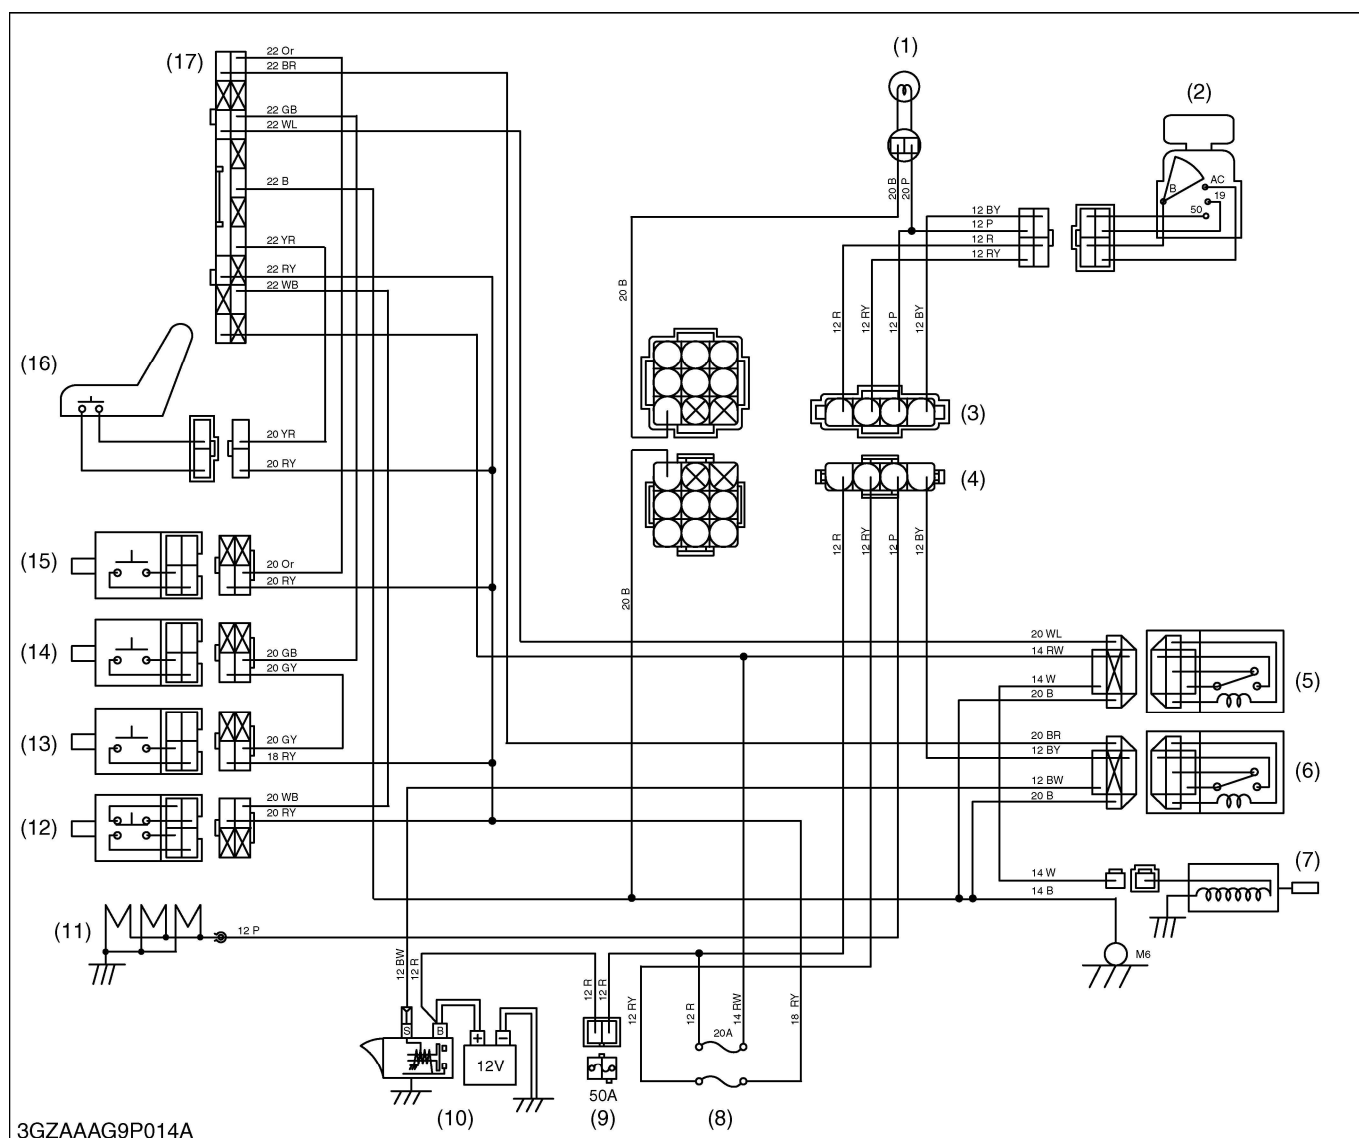 (1)
(17)
22 Or
22 BR
(2)
22 GB
22 WL
22 B
20 B
20 P
B
AC
19
50
12 BY
12 P
12 R
12 RY
22 YR
22 RY
22 WB
20 B
12 R
12 RY
12 P
12 BY
(16)
(3)
20 YR
20 RY
(4)
12 R
12 RY
12 P
12 BY
(15)
20 Or
20 RY
20 B
(14)
20 GB
20 GY
20 WL
14 RW
14 W
20 B
(5)
(13)
20 GY
18 RY
20 BR
12 BY
12 BW
20 B
(6)
(12)
20 WB
20 RY
14 W
14 B
(7)
(11)
12 P
M6
12 BW
12 R
12 R
12 R
12 RY
12 R
14 RW
18 RY
20A
S
B
+
−
12V
50A
(10)
(9)
(8)
3GZAAAG9P014A